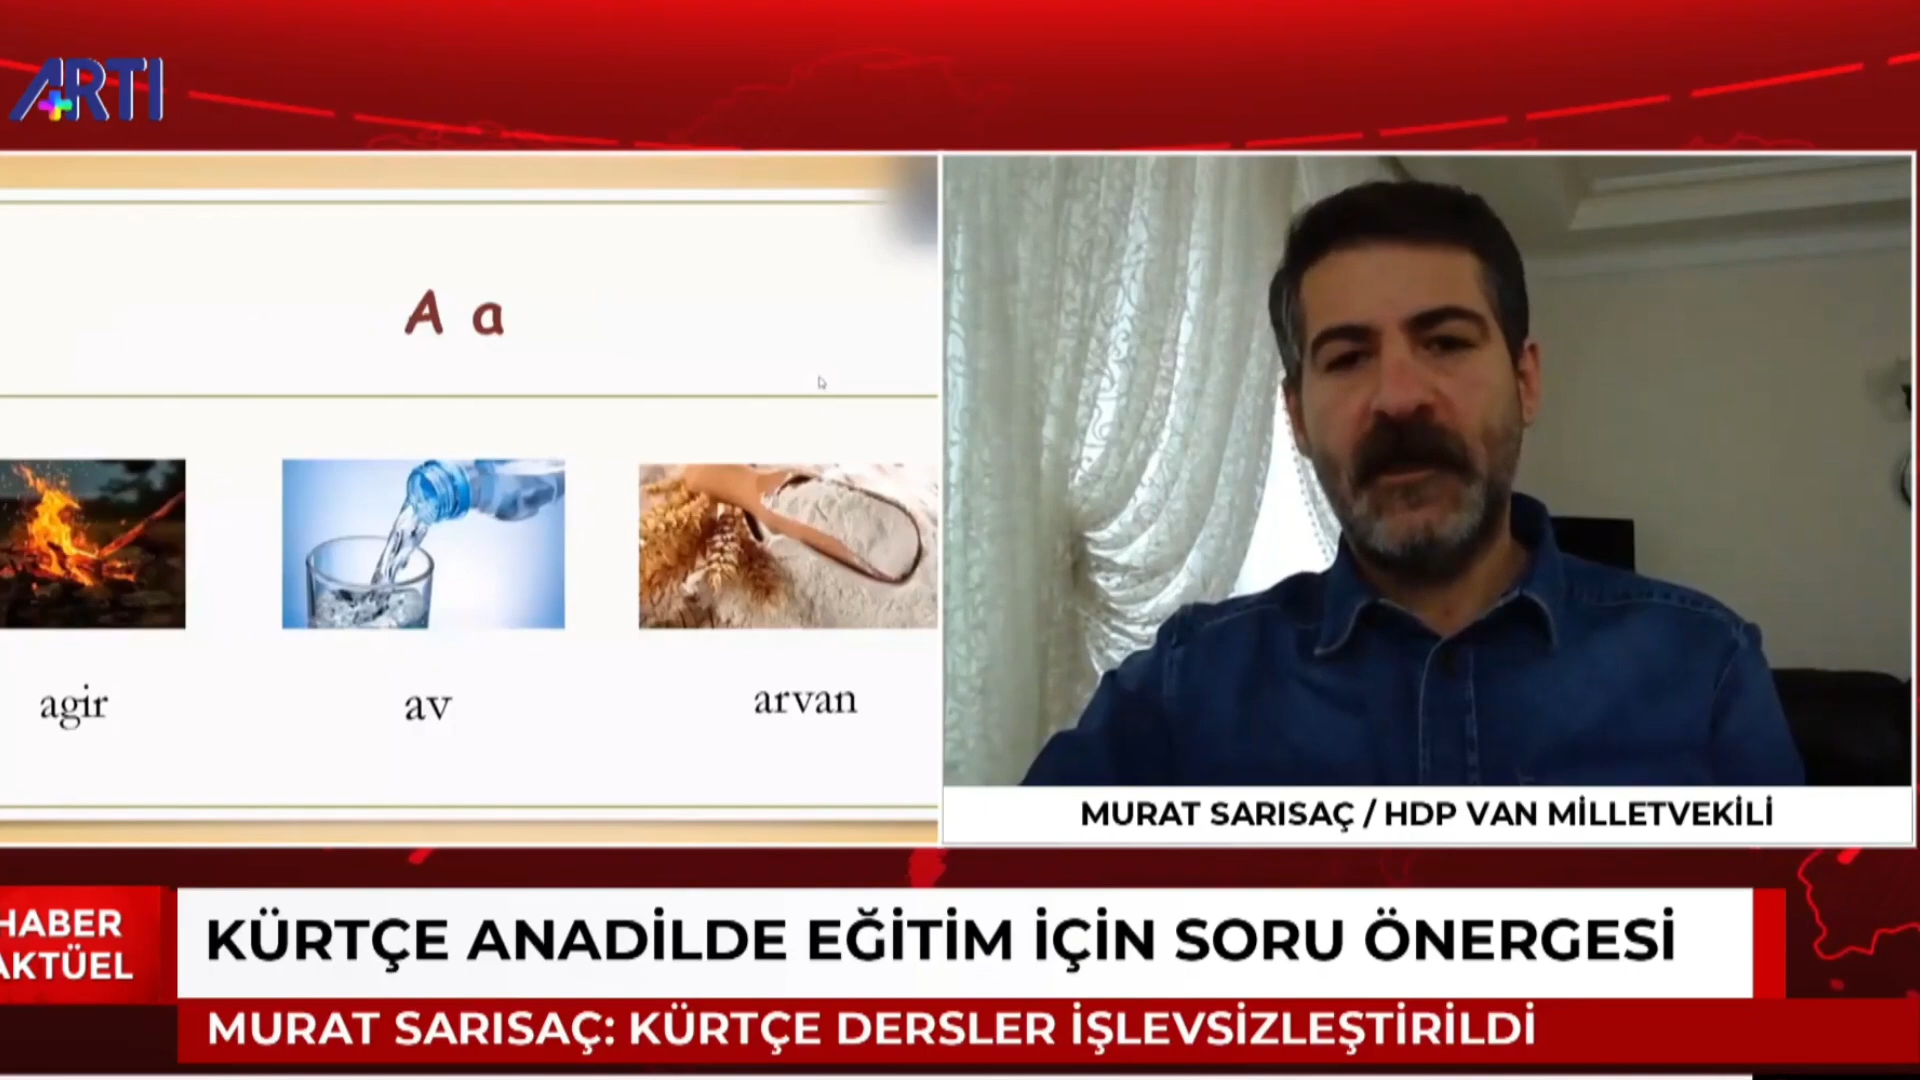 ARTI
A a
agir
av
arvan
MURAT SARISAÇ / HDP VAN MİLLETVEKİLİ
HABER
AKTÜEL
KÜRTÇE ANADİLDE EĞİTİM İÇİN SORU ÖNERGESİ
MURAT SARISAÇ: KÜRTÇE DERSLER İŞLEVSİZLEŞTİRİLDİ